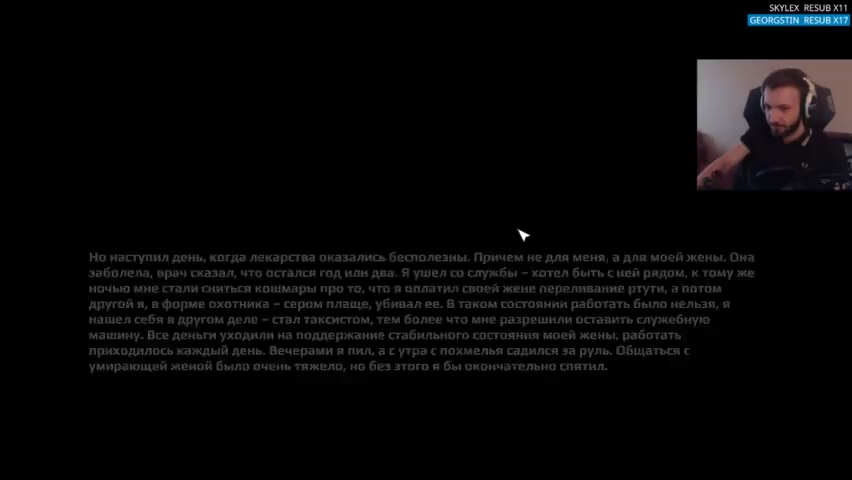 SKYLEX RESUB X11
GEORGSTIN RESUB X17
Но наступил день, когда лекарства оказались бесполезны. Причем не для меня, а для моей жены. Она
заболела, врач сказал, что остался год или два. Я ушел со службы – хотел быть с ней рядом, к тому же
ночью мне стали сниться кошмары про то, что я оплатил своей жене переливание ртути, а потом
другой я, в форме охотника – сером плаще, убивал ее. В таком состоянии работать было нельзя, я
нашел себя в другом деле – стал таксистом, тем более что мне разрешили оставить служебную
машину. Все деньги уходили на поддержание стабильного состояния моей жены, работать
приходилось каждый день. Вечерами я пил, а с утра с похмелья садился за руль. Общаться с
умирающей женой было очень тяжело, но без этого я бы окончательно спятил.